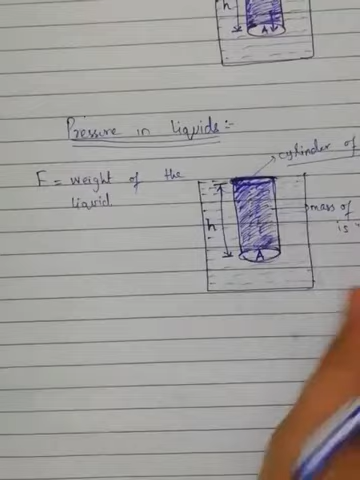 h
A
Pressure in liquids:-
cylinder of
F = weight of the
liquid.
h
mass of
is
A